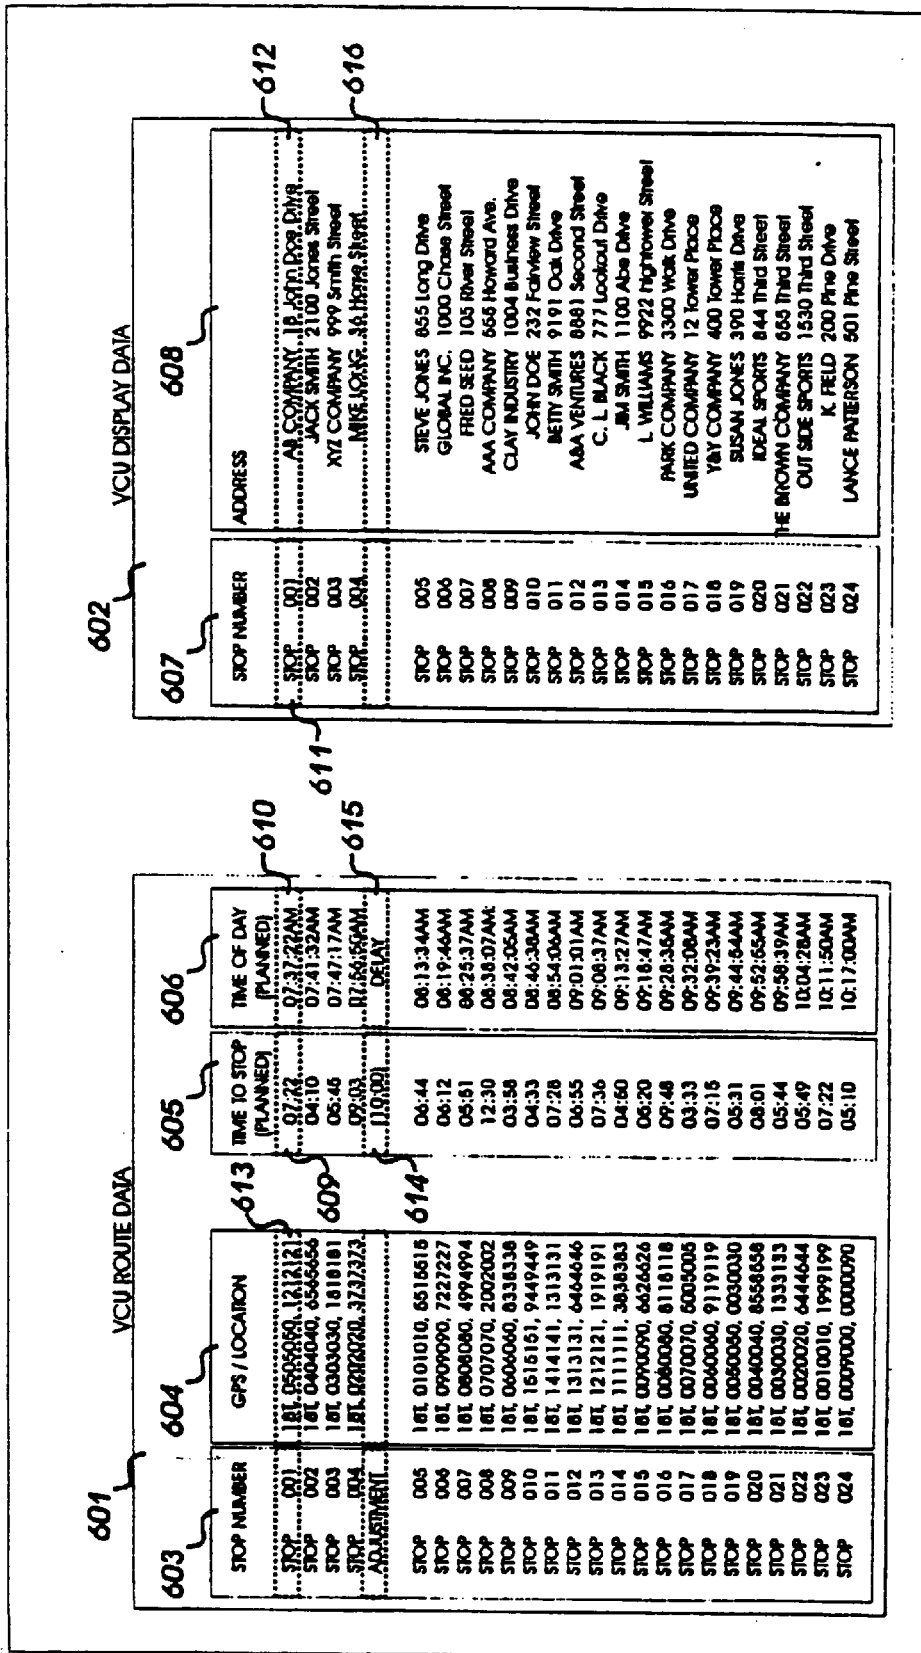 VCU ROUTE DATA
601
603
604
605
606
STOP NUMBER GPS / LOCATION TIME TO STOP (PLANNED) TIME OF DAY (PLANNED)
STOP 001 18T, 0505050, 1212121 07:22 07:37:22AM
STOP 002 18T, 0404040, 6565656 04:10 07:41:32AM
STOP 003 18T, 0303030, 1818181 05:45 07:47:17AM
STOP 004 18T, 0202020, 3737373 09:03
ADJUSTMENT (10:00) DELAY
STOP 005 18T, 0101010, 5515515 06:44 08:13:34AM
STOP 006 18T, 0909090, 7227227 06:12 08:19:46AM
STOP 007 18T, 0808080, 4994994 05:51 08:25:37AM
STOP 008 18T, 0707070, 2002002 12:30 08:38:07AM
STOP 009 18T, 0606060, 8338338 03:58 08:42:05AM
STOP 010 18T, 1515151, 9449449 04:33 08:46:38AM
STOP 011 18T, 1414141, 1313131 07:28 08:54:06AM
STOP 012 18T, 1313131, 6464646 06:55 09:01:01AM
STOP 013 18T, 1212121, 1919191 07:36 09:08:37AM
STOP 014 18T, 1111111, 3838383 04:50 09:13:27AM
STOP 015 18T, 0090090, 6626626 05:20 09:18:47AM
STOP 016 18T, 0080080, 8118118 09:48 09:28:35AM
STOP 017 18T, 0070070, 5005005 03:33 09:32:08AM
STOP 018 18T, 0060060, 9119119 07:15 09:39:23AM
STOP 019 18T, 0050050, 0030030 05:31 09:44:54AM
STOP 020 18T, 0040040, 8558558 08:01 09:52:55AM
STOP 021 18T, 0030030, 1333133 05:44 09:58:39AM
STOP 022 18T, 0020020, 6444644 05:49 10:04:28AM
STOP 023 18T, 0010010, 1999199 07:22 10:11:50AM
STOP 024 18T, 0009000, 0000090 05:10 10:17:00AM
613
609
614
610
615
VCU DISPLAY DATA
602
607
608
STOP NUMBER ADDRESS
STOP 001 AB COMPANY 18 John Doe Drive
STOP 002 JACK SMITH 2100 Jones Street
STOP 003 XYZ COMPANY 999 Smith Street
STOP 004 MIKE LONG 36 Home Street
STOP 005 STEVE JONES 855 Long Drive
STOP 006 GLOBAL INC. 1000 Chase Street
STOP 007 FRED SEED 105 River Street
STOP 008 AAA COMPANY 555 Howard Ave.
STOP 009 CLAY INDUSTRY 1004 Business Drive
STOP 010 JOHN DOE 232 Fairview Street
STOP 011 BETTY SMITH 9191 Oak Drive
STOP 012 A&A VENTURES 8881 Second Street
STOP 013 C. L. BLACK 777 Lookout Drive
STOP 014 JIM SMITH 1100 Abe Drive
STOP 015 L WILLIAMS 9922 Hightower Street
STOP 016 PARK COMPANY 3300 Walk Drive
STOP 017 UNITED COMPANY 12 Tower Place
STOP 018 Y&Y COMPANY 400 Tower Place
STOP 019 SUSAN JONES 390 Harris Drive
STOP 020 IDEAL SPORTS 844 Third Street
STOP 021 THE BROWN COMPANY 655 Third Street
STOP 022 OUT SIDE SPORTS 1530 Third Street
STOP 023 K. FIELD 200 Pine Drive
STOP 024 LANCE PATTERSON 501 Pine Street
611
612
616